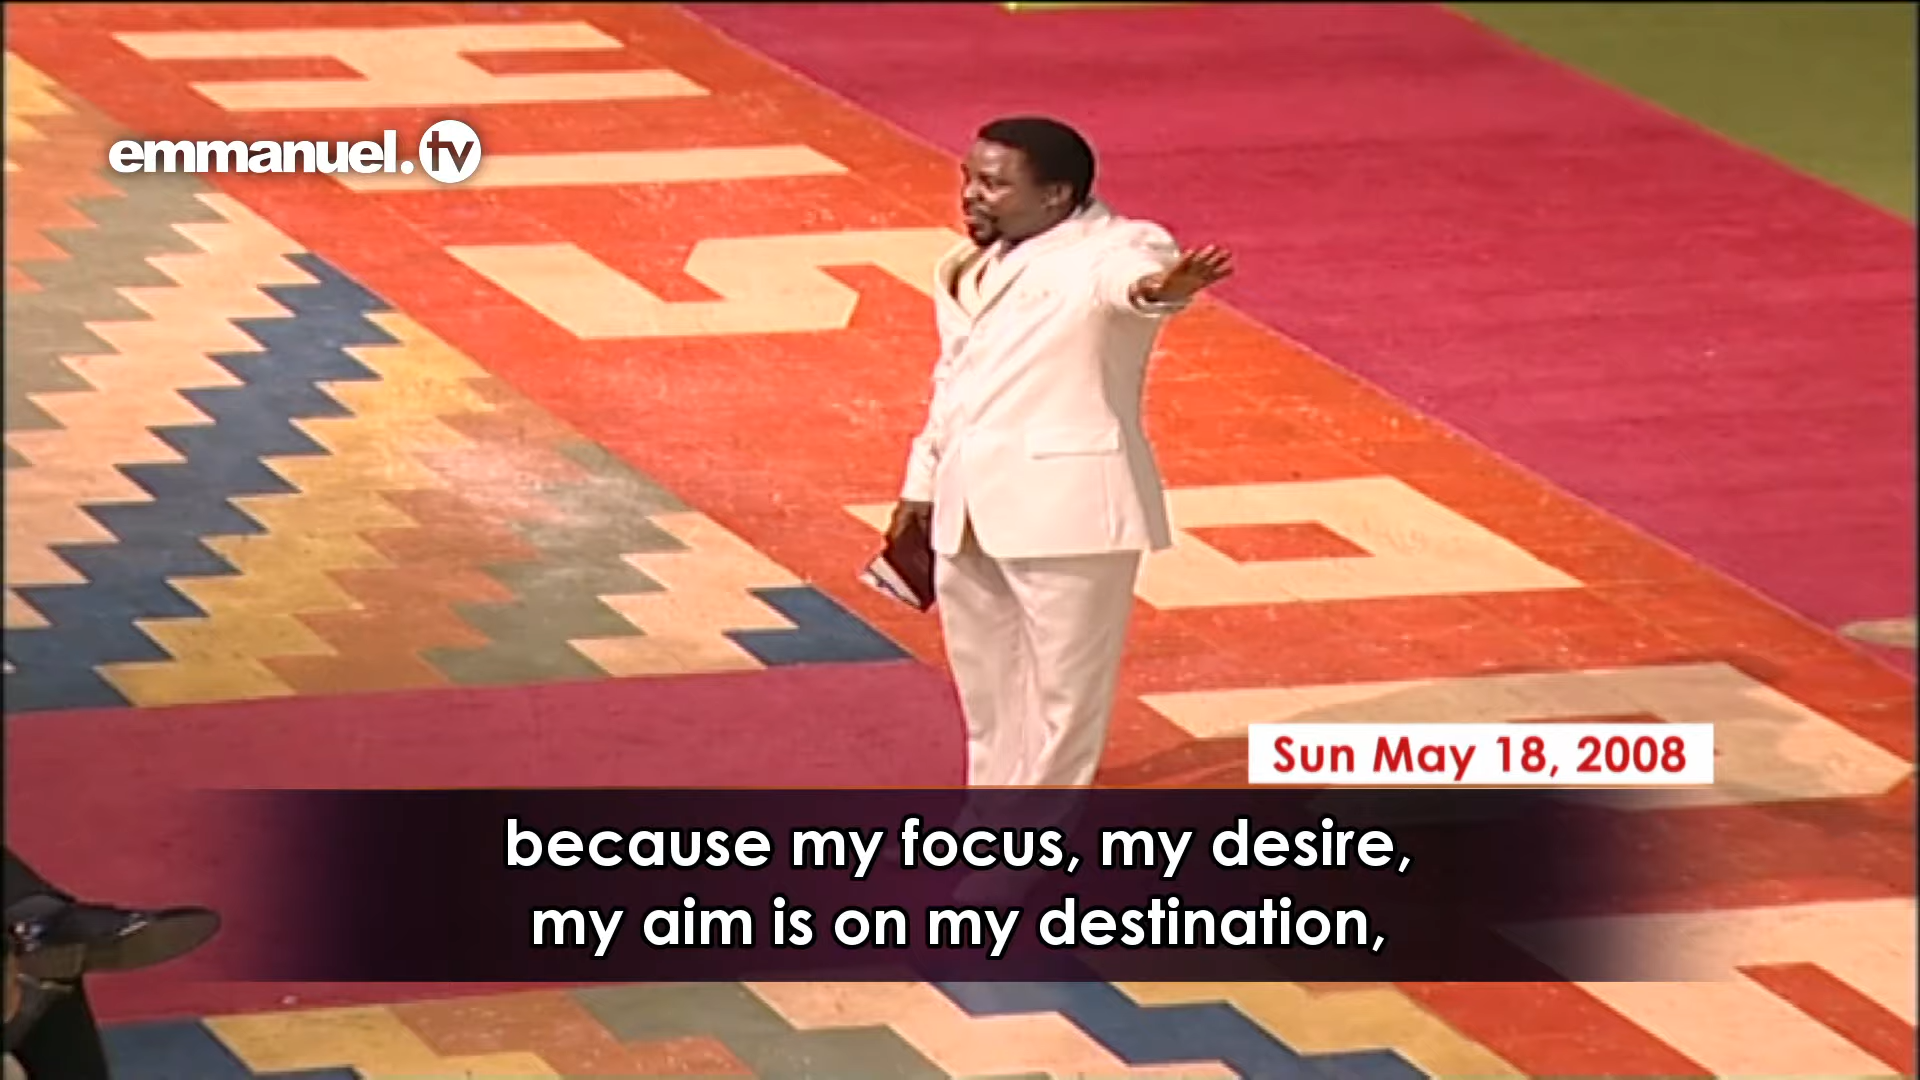 emmanuel.tv
Sun May 18, 2008
because my focus, my desire,
my aim is on my destination,